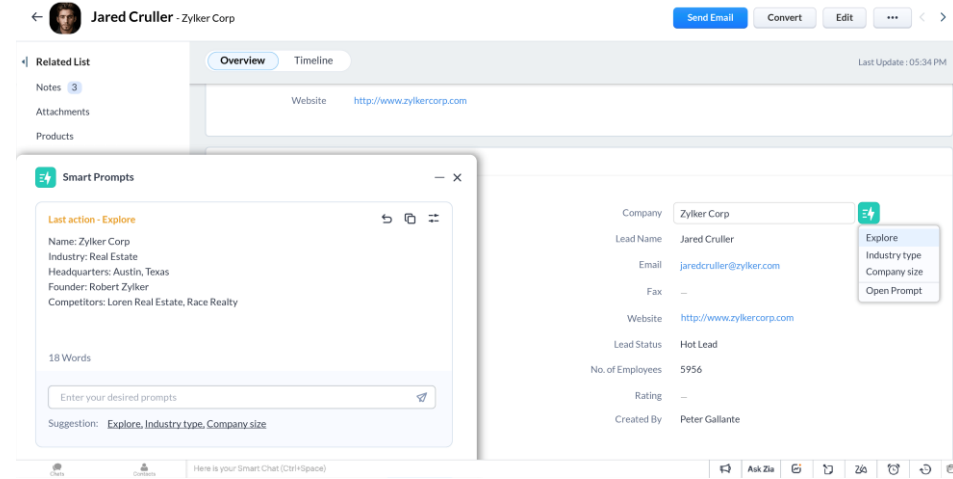 Jared Cruller - Zylker Corp
Send Email
Convert
Edit
Related List
Notes 3
Attachments
Products
Overview
Timeline
Last Update : 05:34 PM
Website http://www.zylkercorp.com
Smart Prompts
Last action - Explore
Name: Zylker Corp
Industry: Real Estate
Headquarters: Austin, Texas
Founder: Robert Zylker
Competitors: Loren Real Estate, Race Realty
18 Words
Enter your desired prompts
Suggestion: Explore, Industry type, Company size
Company Zylker Corp
Lead Name Jared Cruller
Email jaredcruller@zylker.com
Fax ...
Website http://www.zylkercorp.com
Lead Status Hot Lead
No. of Employees 5956
Rating ...
Created By Peter Gallante
Explore
Industry type
Company size
Open Prompt
Chats
Contacts
Here is your Smart Chat (Ctrl+Space)
Ask Zia